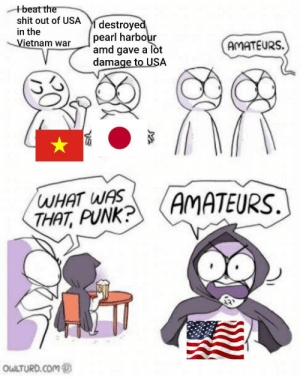 I beat the
shit out of USA
in the
Vietnam war
I destroyed
pearl harbour
amd gave a lot
damage to USA
AMATEURS.
WHAT WAS
THAT, PUNK?
AMATEURS.
OWLTURD.COM